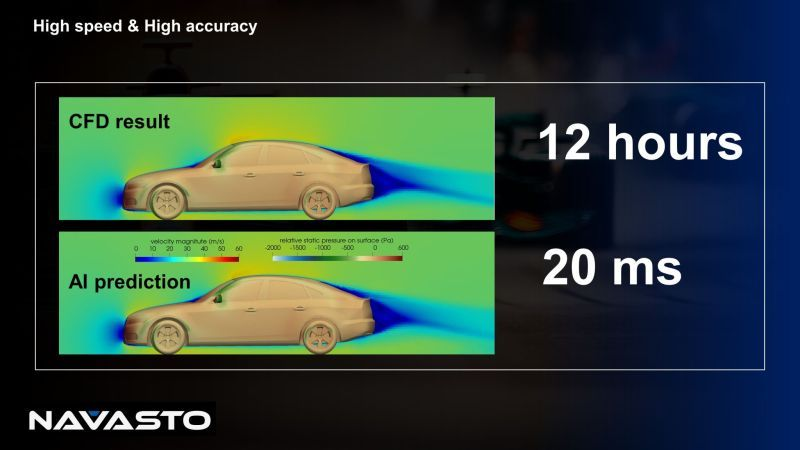 High speed & High accuracy
CFD result
12 hours
velocity magnitude (m/s)
0 10 20 30 40 50 60
relative static pressure on surface (Pa)
-2000 -1500 -1000 -500 0 600
AI prediction
20 ms
NAVASTO